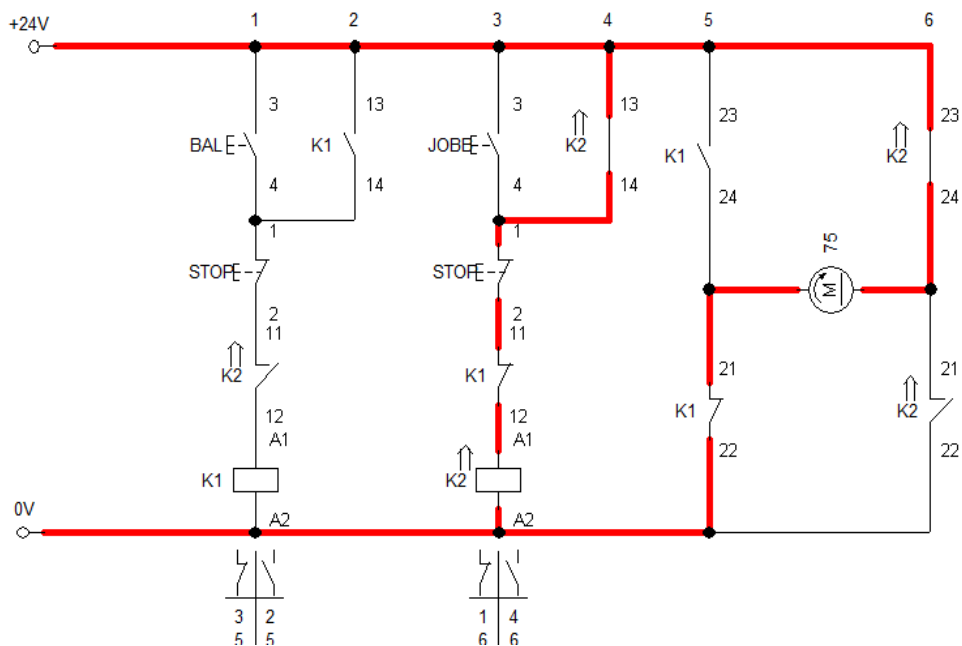 1 2 3 4 5 6
+24V
3 13 3 13 23 23
BAL K1 JOBB K2 K1 K2
4 14 4 14 24 24
1 1
75
STOP STOP M
2 2
11 11 21 21
K2 K1 K1 K2
12 12 22 22
A1 A1
K1 K2
0V A2 A2
3 2 1 4
5 5 6 6